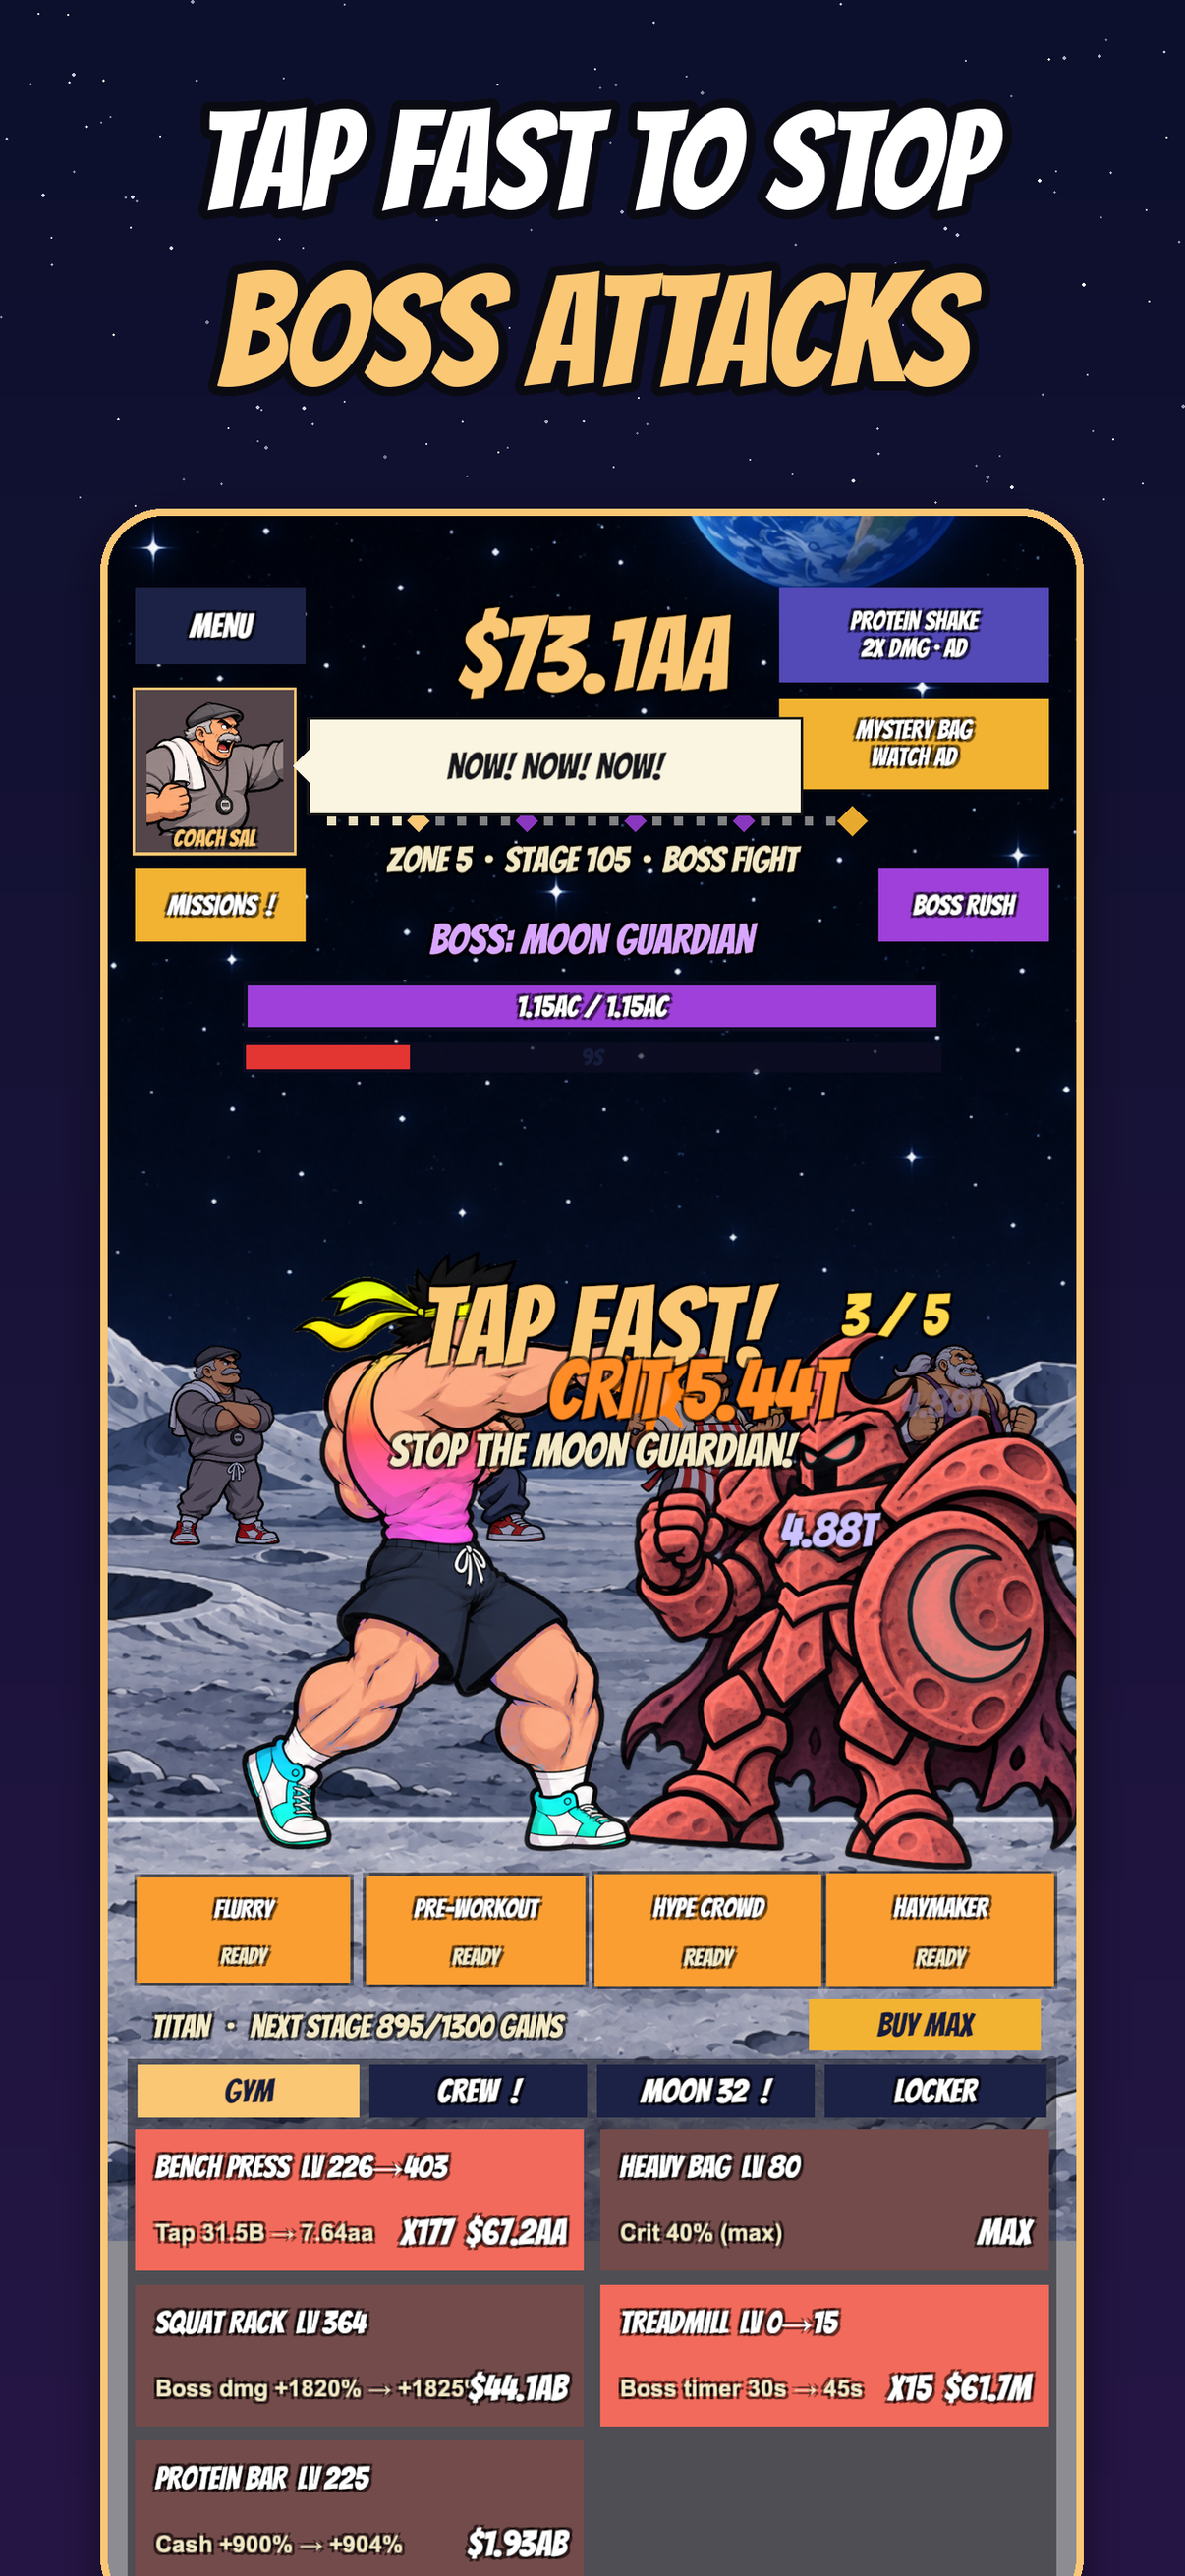 TAP FAST TO STOP
BOSS ATTACKS
MENU
$73.1AA
PROTEIN SHAKE
2X DMG • AD
MYSTERY BAG
WATCH AD
NOW! NOW! NOW!
COACH SAL
ZONE 5 • STAGE 105 • BOSS FIGHT
MISSIONS !
BOSS RUSH
BOSS: MOON GUARDIAN
1.15AC / 1.15AC
9S
TAP FAST!
3 / 5
CRIT 5.44T
4.88T
STOP THE MOON GUARDIAN!
4.88T
FLURRY
READY
PRE-WORKOUT
READY
HYPE CROWD
READY
HAYMAKER
READY
TITAN • NEXT STAGE 895/1300 GAINS
BUY MAX
GYM
CREW !
MOON 32 !
LOCKER
BENCH PRESS LV 226→403
Tap 31.5B → 7.64aa X177 $67.2AA
HEAVY BAG LV 80
Crit 40% (max) MAX
SQUAT RACK LV 364
Boss dmg +1820% → +1825% $44.1AB
TREADMILL LV 0→15
Boss timer 30s → 45s X15 $61.7M
PROTEIN BAR LV 225
Cash +900% → +904% $1.93AB